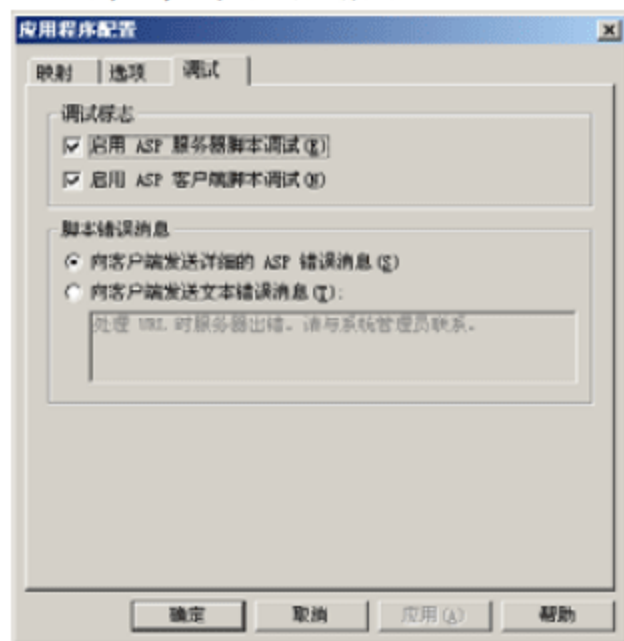 应用程序配置
映射 选项 调试
调试标志
启用 ASP 服务器脚本调试(E)
启用 ASP 客户端脚本调试(N)
脚本错误消息
向客户端发送详细的 ASP 错误消息(S)
向客户端发送文本错误消息(T):
处理 URL 时服务器出错。请与系统管理员联系。
确定 取消 应用(A) 帮助